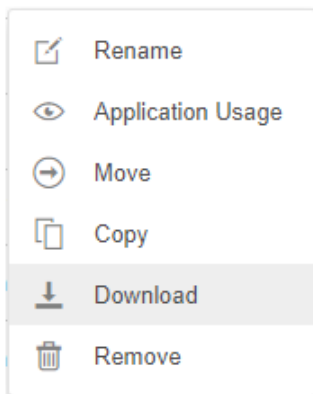 Rename
Application Usage
Move
Copy
Download
Remove